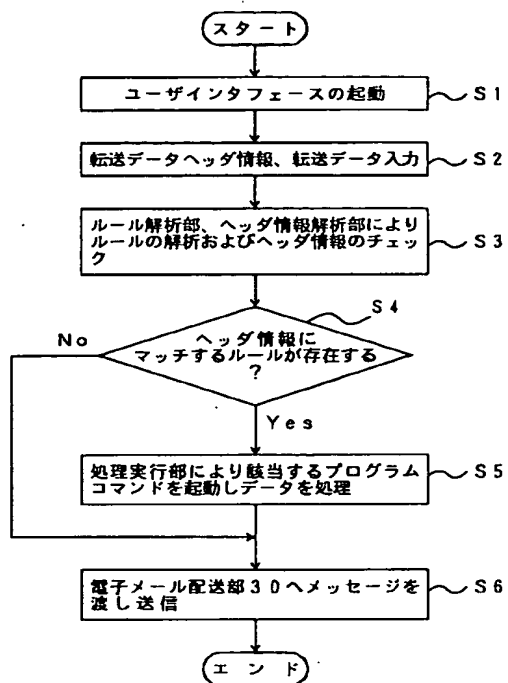 スタート
ユーザインタフェースの起動
S1
転送データヘッダ情報、転送データ入力
S2
ルール解析部、ヘッダ情報解析部により
ルールの解析およびヘッダ情報のチェッ
ク
S3
S4
ヘッダ情報に
マッチするルールが存在する
?
No
Yes
処理実行部により該当するプログラム
コマンドを起動しデータを処理
S5
電子メール配送部30へメッセージを
渡し送信
S6
エンド